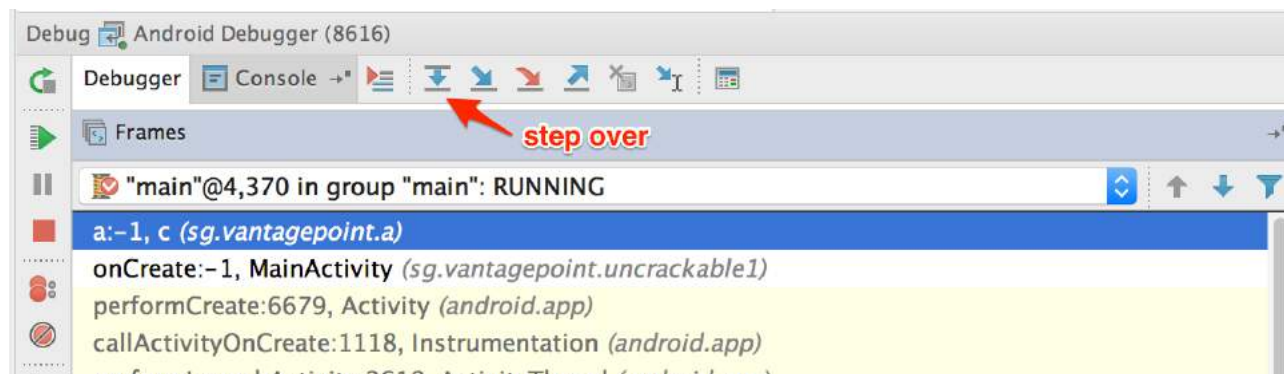 Debug Android Debugger (8616)
Debugger Console
step over
Frames
"main"@4,370 in group "main": RUNNING
a:-1, c (sg.vantagepoint.a)
onCreate:-1, MainActivity (sg.vantagepoint.uncrackable1)
performCreate:6679, Activity (android.app)
callActivityOnCreate:1118, Instrumentation (android.app)